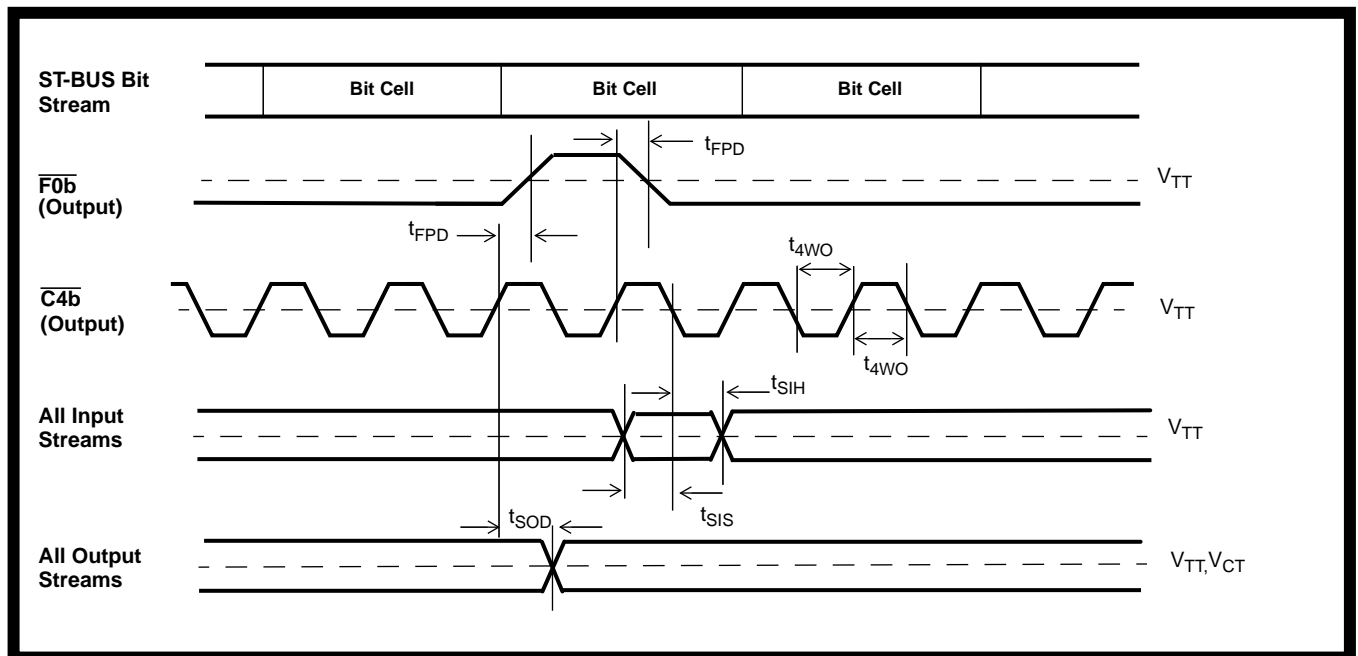 ST-BUS Bit
Stream
Bit Cell
Bit Cell
Bit Cell
tFPD
F0b
(Output)
VTT
tFPD
t4WO
C4b
(Output)
VTT
t4WO
tSIH
All Input
Streams
VTT
tSIS
tSOD
All Output
Streams
VTT,VCT